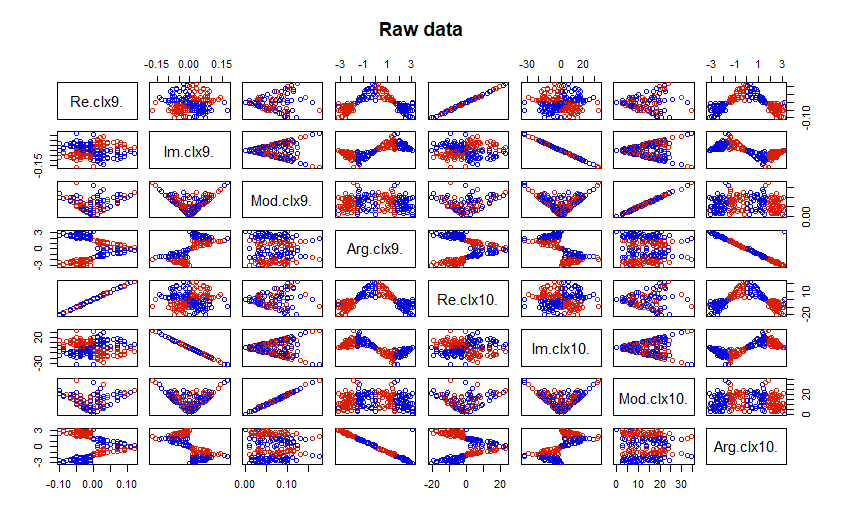 Raw data
-0.15 0.00 0.15 -3 -1 1 3 -30 0 20 -3 -1 1 3
Re.clx9. -0.10
-0.15 Im.clx9.
Mod.clx9. 0.00
-3 0 3 Arg.clx9.
Re.clx10. -20 10
-30 20 Im.clx10.
Mod.clx10. 0 20
-3 0 3 Arg.clx10.
-0.10 0.00 0.10 0.00 0.10 -20 0 20 0 10 20 30